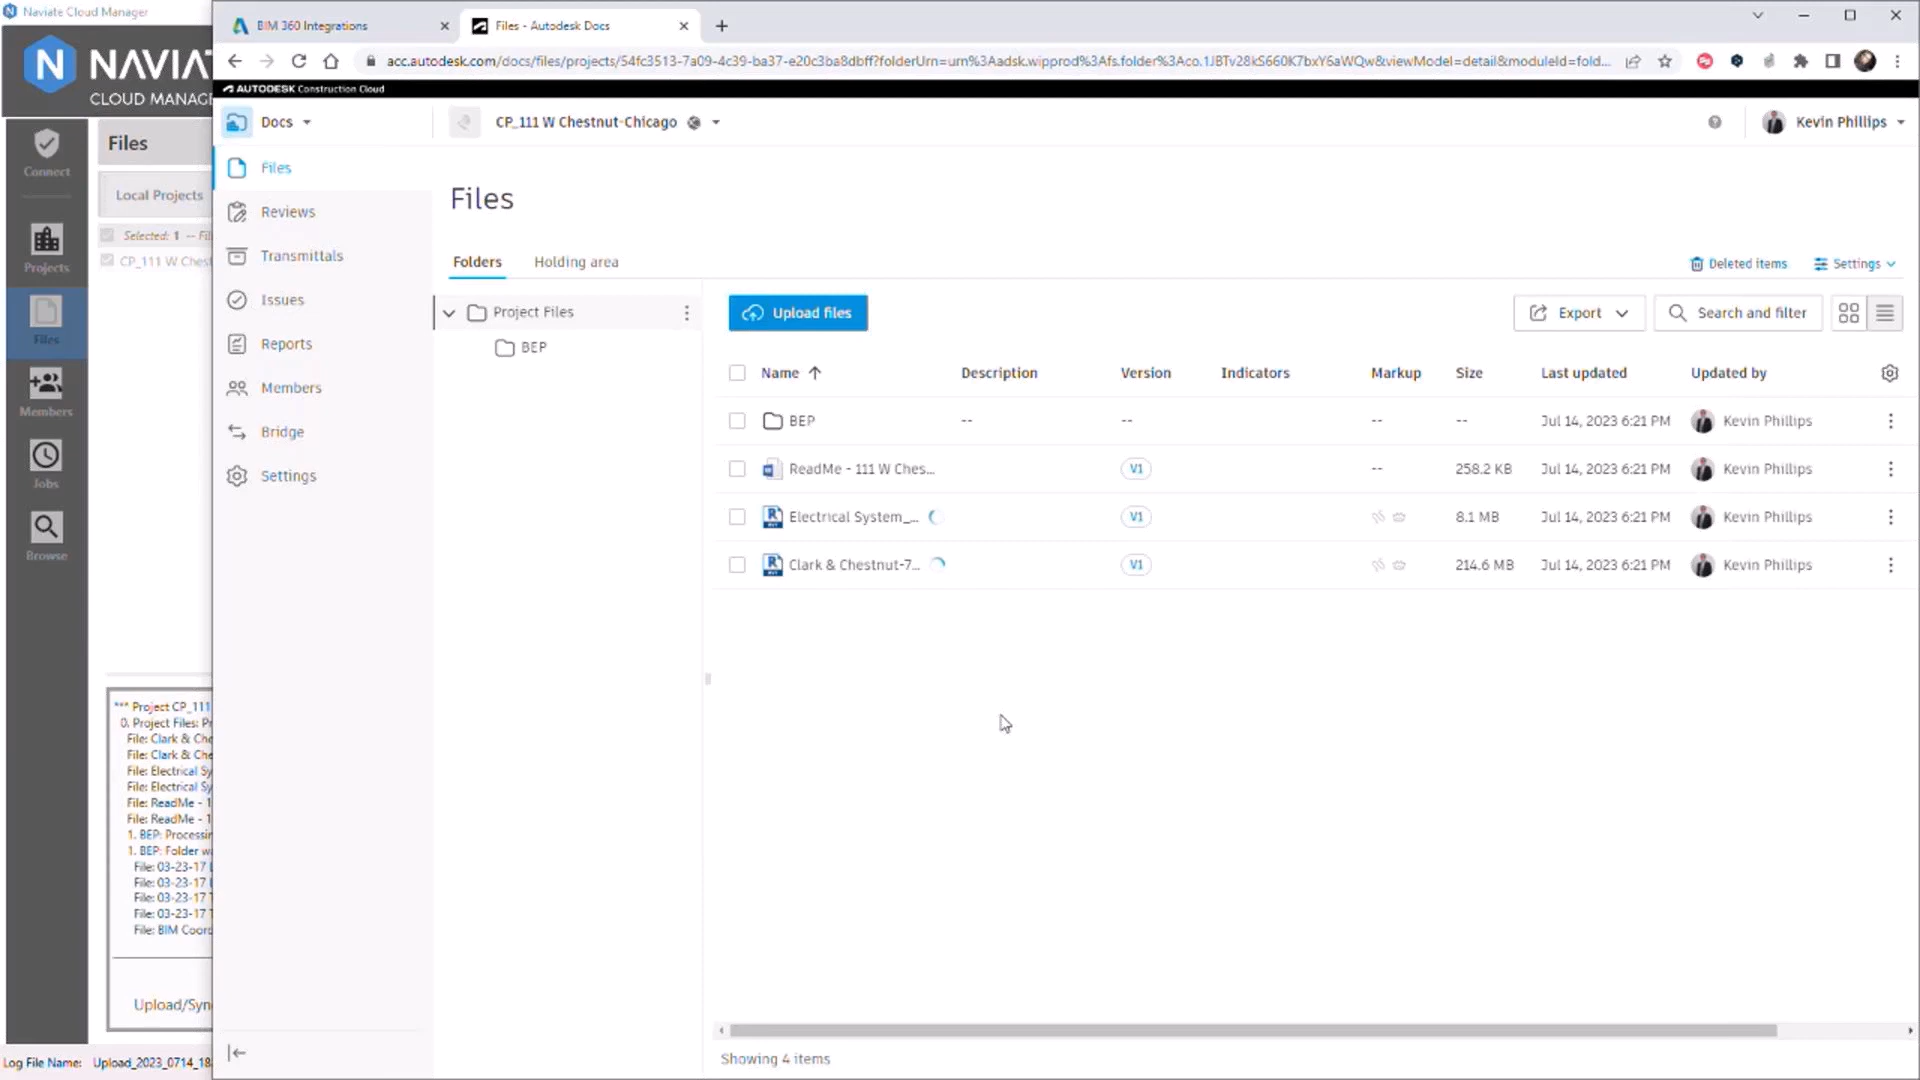 Naviate Cloud Manager
BIM 360 Integrations
Files - Autodesk Docs
acc.autodesk.com/docs/files/projects/54fc3513-7a09-4c39-ba37-e20c3ba8dbff?folderUrn=urn%3Aadsk.wipprod%3Afs.folder%3Aco.1JBTv28kS660K7bxY6aWQw&viewModel=detail&moduleId=fold...
AUTODESK Construction Cloud
NAVIAT
CLOUD MANAG
Connect
Projects
Files
Members
Jobs
Browse
Files
Local Projects
Selected: 1 -- Fil
CP_111 W Chest
Docs
CP_111 W Chestnut-Chicago
Kevin Phillips
Files
Reviews
Transmittals
Issues
Reports
Members
Bridge
Settings
Files
Folders
Holding area
Deleted items
Settings
Project Files
BEP
Upload files
Export
Search and filter
Name Description Version Indicators Markup Size Last updated Updated by
BEP -- -- -- -- Jul 14, 2023 6:21 PM Kevin Phillips
ReadMe - 111 W Ches... V1 -- 258.2 KB Jul 14, 2023 6:21 PM Kevin Phillips
Electrical System_... V1 8.1 MB Jul 14, 2023 6:21 PM Kevin Phillips
Clark & Chestnut-7... V1 214.6 MB Jul 14, 2023 6:21 PM Kevin Phillips
*** Project CP_111
0. Project Files: Pr
File: Clark & Che
File: Clark & Che
File: Electrical Sy
File: Electrical Sy
File: ReadMe - 1
File: ReadMe - 1
1. BEP: Processin
1. BEP: Folder wa
File: 03-23-17
File: 03-23-17
File: 03-23-17 T
File: 03-23-17 T
File: BIM Coord
Upload/Syn
Log File Name: Upload_2023_0714_18
Showing 4 items